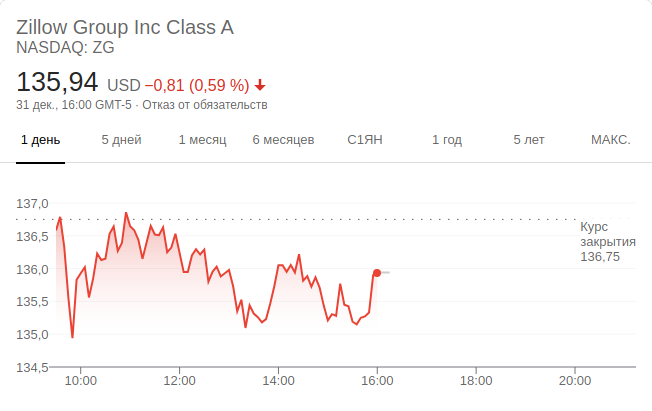 Zillow Group Inc Class A
NASDAQ: ZG
135,94 USD −0,81 (0,59 %)
31 дек., 16:00 GMT-5 · Отказ от обязательств
1 день 5 дней 1 месяц 6 месяцев С1ЯН 1 год 5 лет МАКС.
137,0
136,5
136,0
135,5
135,0
134,5
Курс
закрытия
136,75
10:00 12:00 14:00 16:00 18:00 20:00